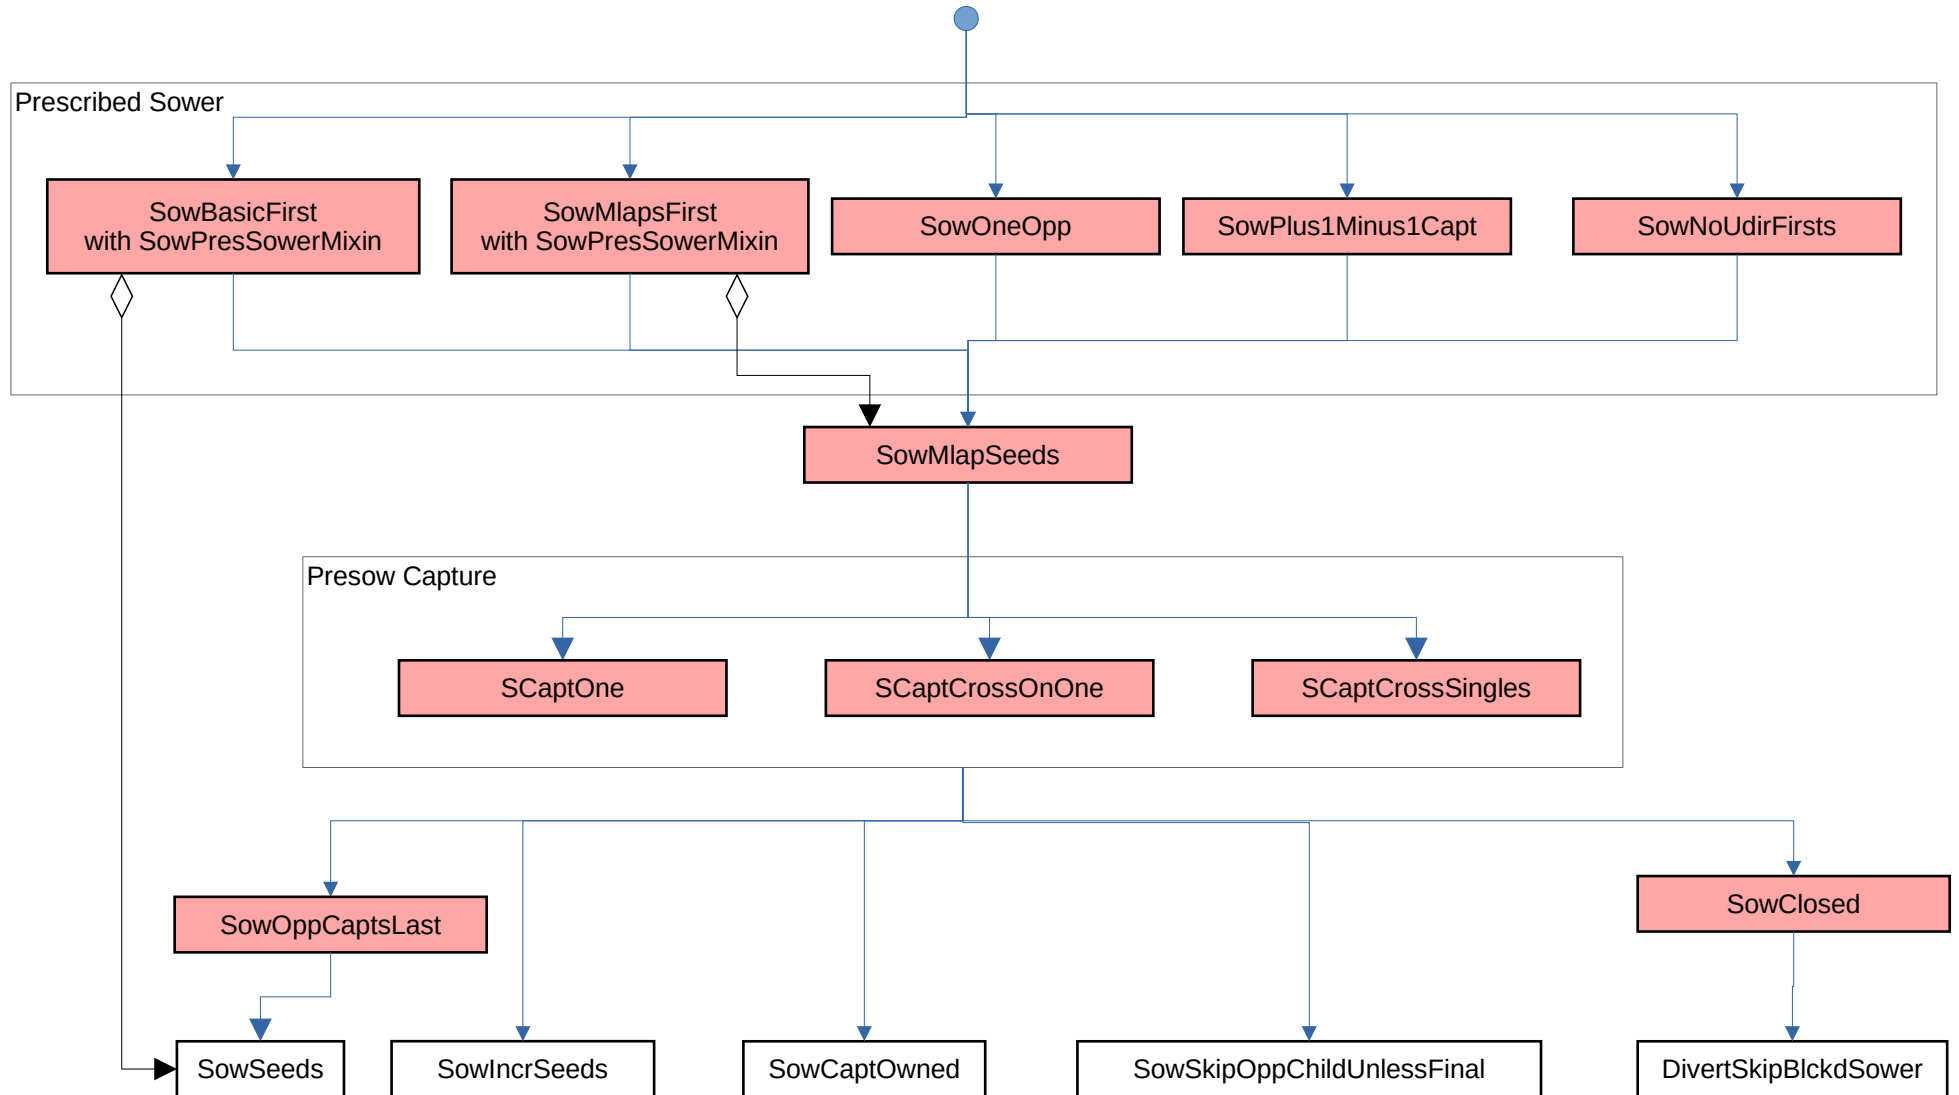 Prescribed Sower
SowBasicFirst
with SowPresSowerMixin
SowMlapsFirst
with SowPresSowerMixin
SowOneOpp
SowPlus1Minus1Capt
SowNoUdirFirsts
SowMlapSeeds
Presow Capture
SCaptOne
SCaptCrossOnOne
SCaptCrossSingles
SowOppCaptsLast
SowClosed
SowSeeds
SowIncrSeeds
SowCaptOwned
SowSkipOppChildUnlessFinal
DivertSkipBlckdSower